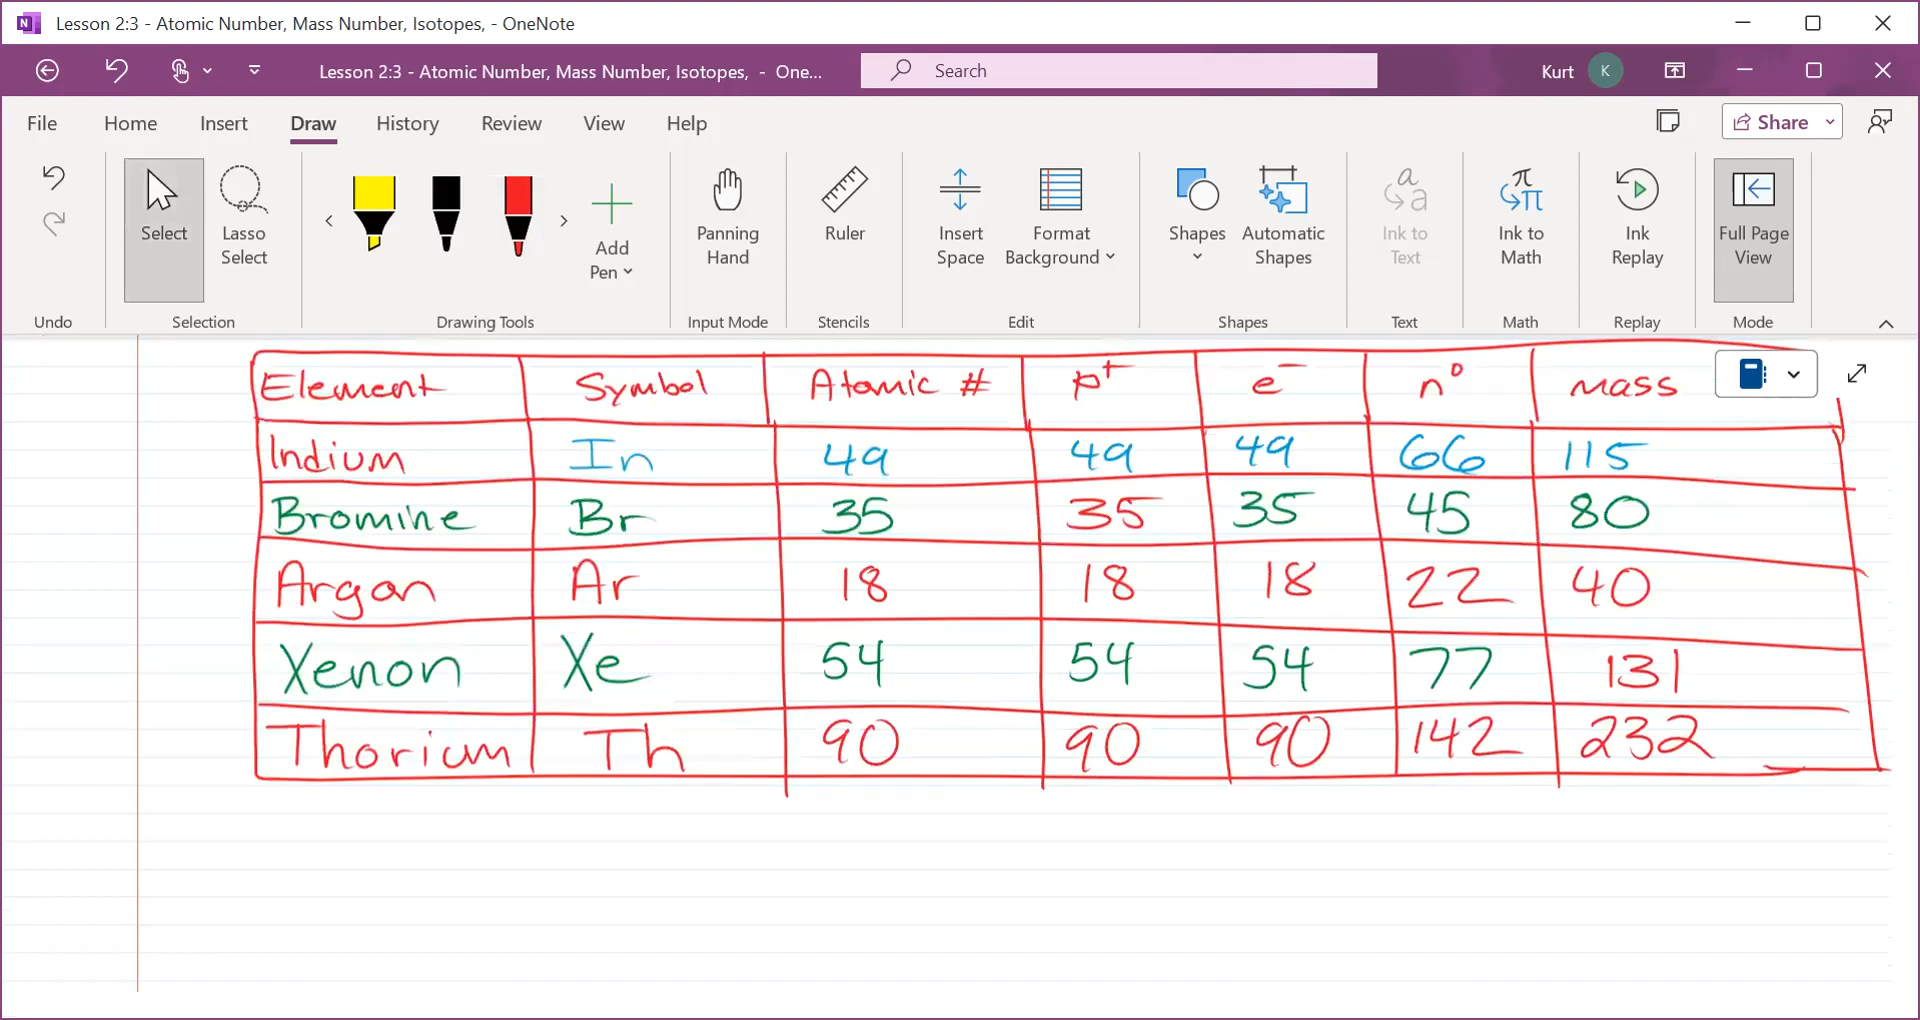 Lesson 2:3 - Atomic Number, Mass Number, Isotopes, - OneNote
Lesson 2:3 - Atomic Number, Mass Number, Isotopes, - One... Search Kurt K
File Home Insert Draw History Review View Help Share
Select Lasso Select Add Pen Panning Hand Ruler Insert Space Format Background Shapes Automatic Shapes Ink to Text Ink to Math Ink Replay Full Page View
Undo Selection Drawing Tools Input Mode Stencils Edit Shapes Text Math Replay Mode
Element Symbol Atomic # p+ e- n° mass
Indium In 49 49 49 66 115
Bromine Br 35 35 35 45 80
Argon Ar 18 18 18 22 40
Xenon Xe 54 54 54 77 131
Thorium Th 90 90 90 142 232